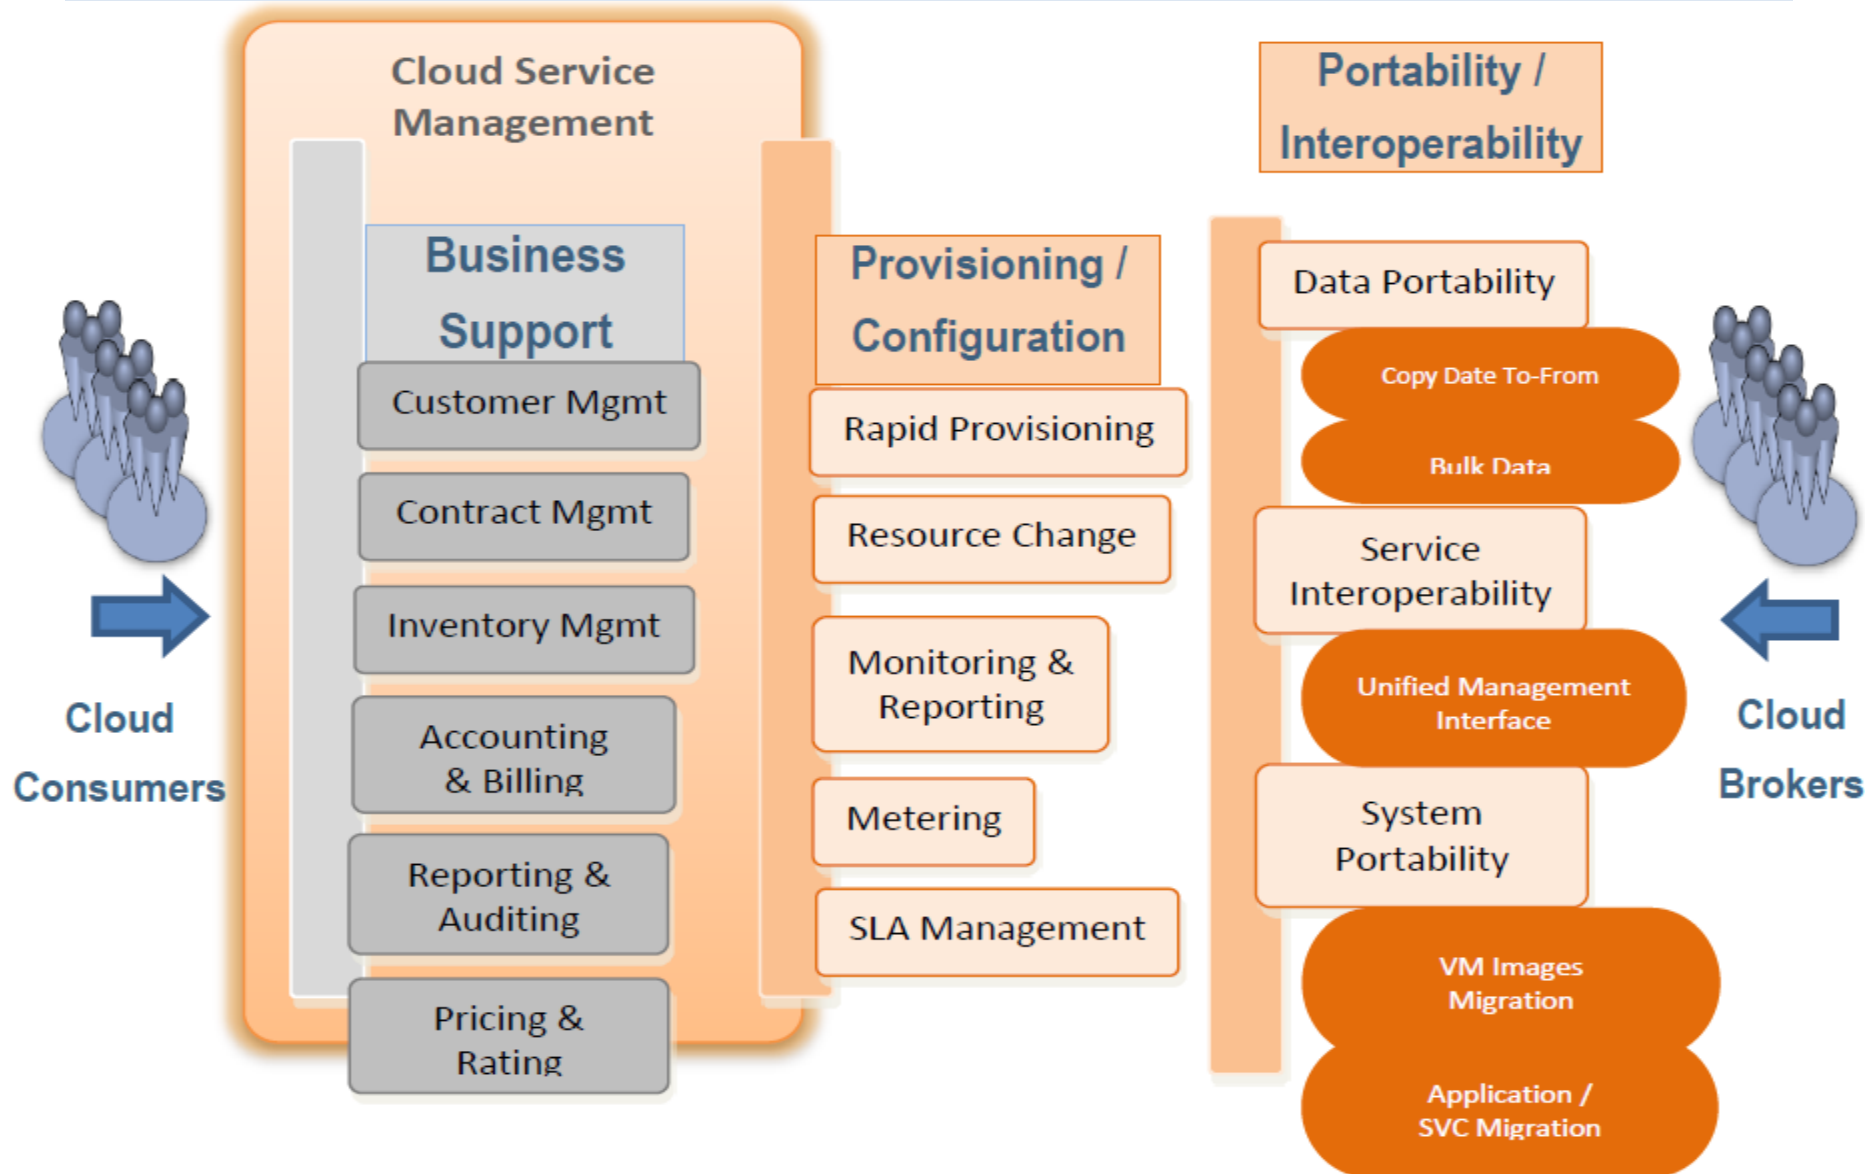 Cloud Service
Management
Business
Support
Customer Mgmt
Contract Mgmt
Inventory Mgmt
Accounting
& Billing
Reporting &
Auditing
Pricing &
Rating
Provisioning /
Configuration
Rapid Provisioning
Resource Change
Monitoring &
Reporting
Metering
SLA Management
Portability /
Interoperability
Data Portability
Copy Date To-From
Bulk Data
Service
Interoperability
Unified Management
Interface
System
Portability
VM Images
Migration
Application /
SVC Migration
Cloud
Consumers
Cloud
Brokers